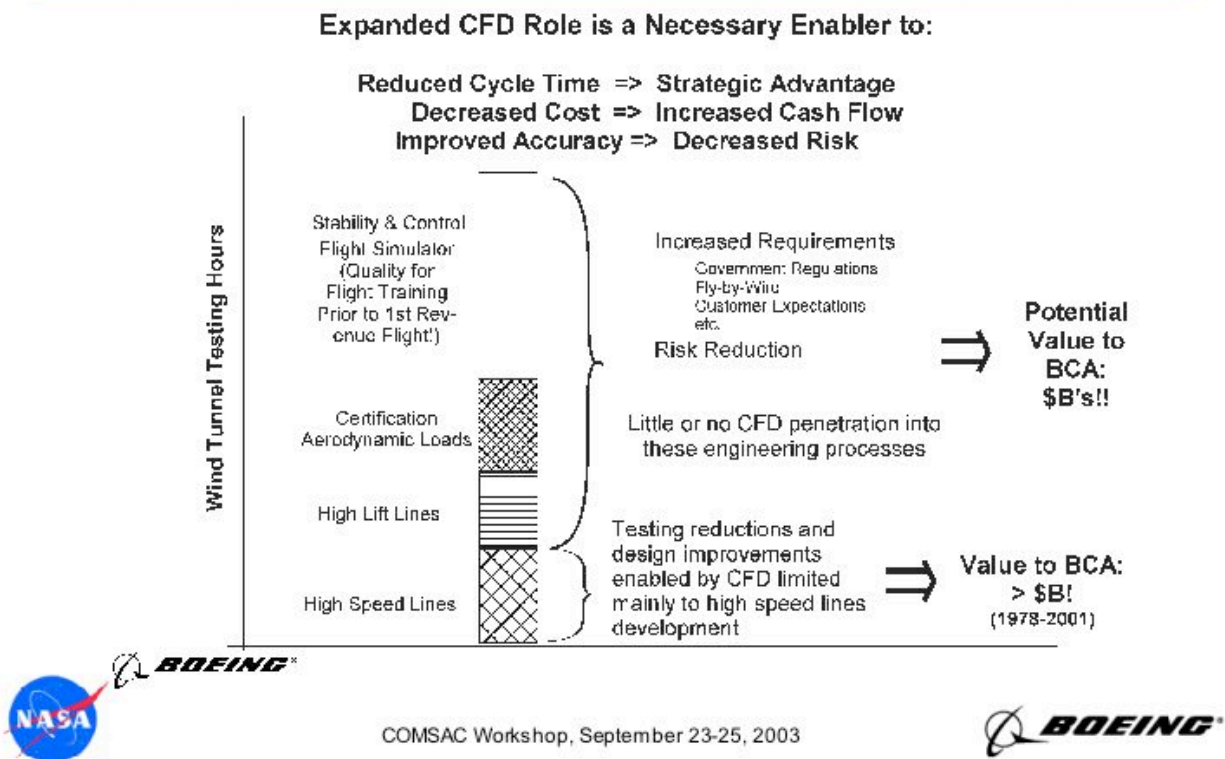 Expanded CFD Role is a Necessary Enabler to:
Reduced Cycle Time => Strategic Advantage
Decreased Cost => Increased Cash Flow
Improved Accuracy => Decreased Risk
Wind Tunnel Testing Hours
Stability & Control
Flight Simulator
(Quality for
Flight Training
Prior to 1st Rev-
enue Flight!)
Certification
Aerodynamic Loads
High Lift Lines
High Speed Lines
Increased Requirements
Government Regulations
Fly-by-Wire
Customer Expectations
etc.
Risk Reduction
Little or no CFD penetration into
these engineering processes
Testing reductions and
design improvements
enabled by CFD limited
mainly to high speed lines
development
Potential
Value to
BCA:
$B's!!
Value to BCA:
> $B!
(1978-2001)
BOEING
NASA
COMSAC Workshop, September 23-25, 2003
BOEING